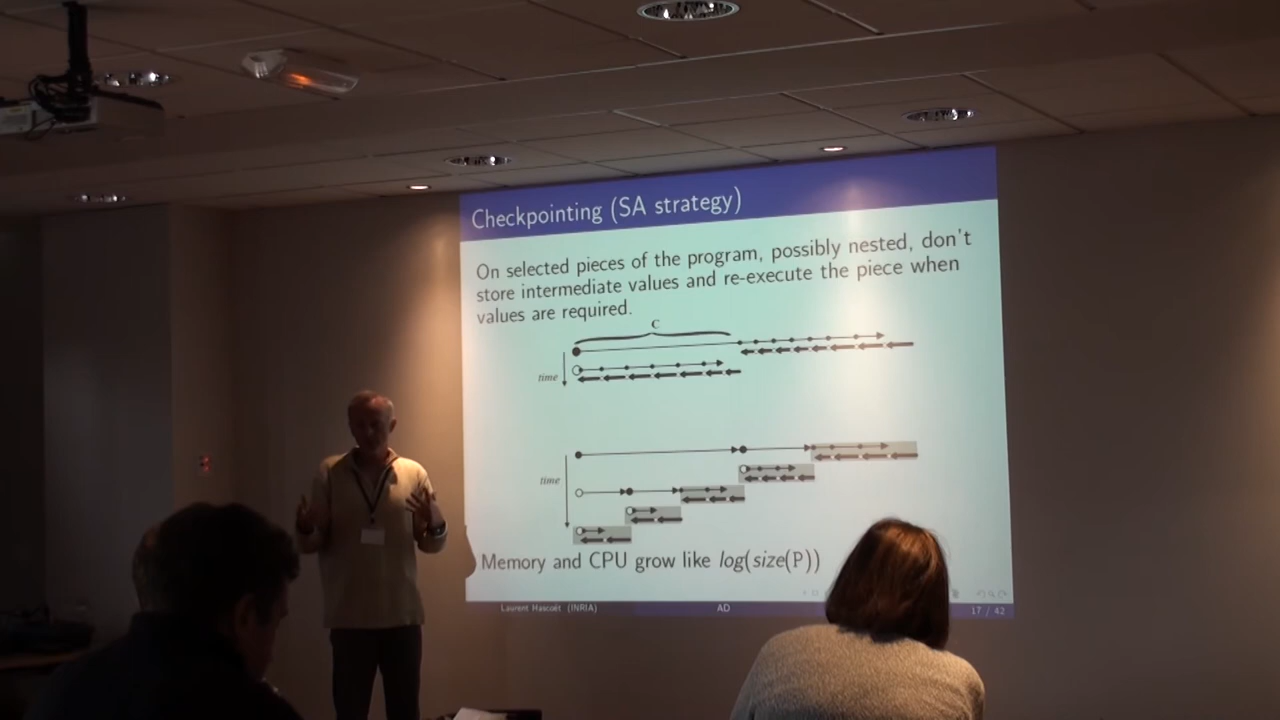 Checkpointing (SA strategy)
On selected pieces of the program, possibly nested, don't
store intermediate values and re-execute the piece when
values are required.
C
time
time
Memory and CPU grow like log(size(P))
Laurent Hascoët (INRIA) AD 17 / 42